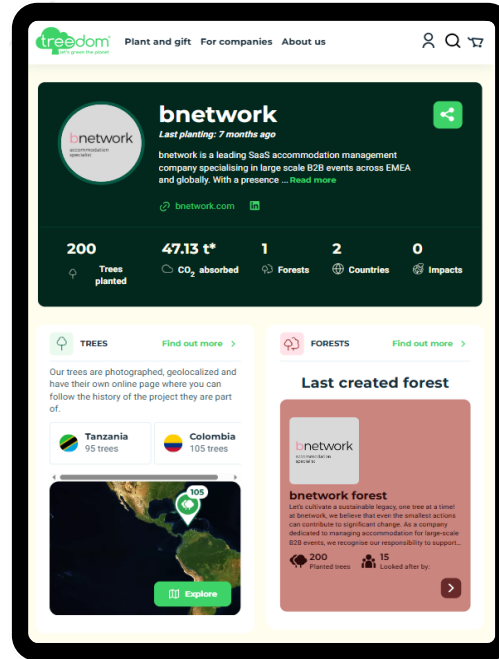 treedom
let's green the planet
Plant and gift For companies About us
bnetwork
accommodation
specialist
bnetwork
Last planting: 7 months ago
bnetwork is a leading SaaS accommodation management
company specialising in large scale B2B events across EMEA
and globally. With a presence ... Read more
bnetwork.com
200
Trees
planted
47.13 t*
CO2 absorbed
1
Forests
2
Countries
0
Impacts
TREES
Find out more >
Our trees are photographed, geolocalized and
have their own online page where you can
follow the history of the project they are part
of.
Tanzania
95 trees
Colombia
105 trees
105
Explore
FORESTS
Find out more >
Last created forest
bnetwork
accommodation
specialist
bnetwork forest
Let's cultivate a sustainable legacy, one tree at a time!
at bnetwork, we believe that even the smallest actions
can contribute to significant change. As a company
dedicated to managing accommodation for large-scale
B2B events, we recognise our responsibility to support...
200
Planted trees
15
Looked after by: